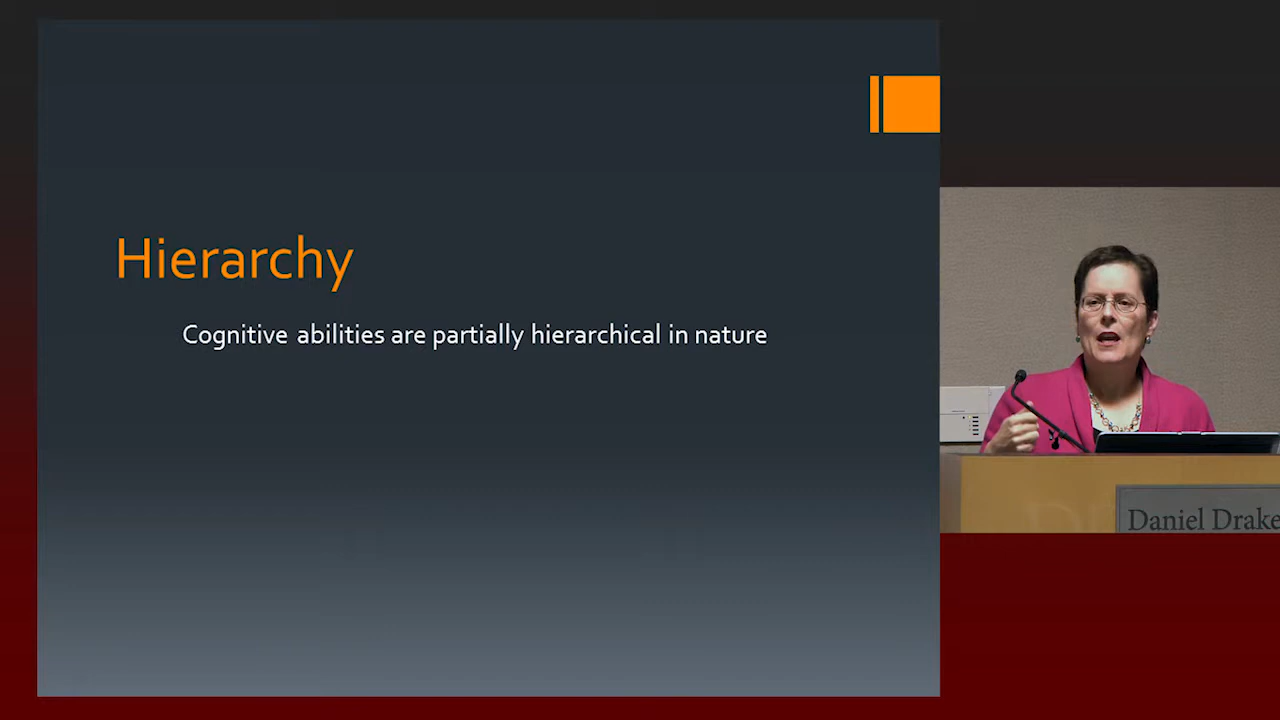 Hierarchy
Cognitive abilities are partially hierarchical in nature
Daniel Drake